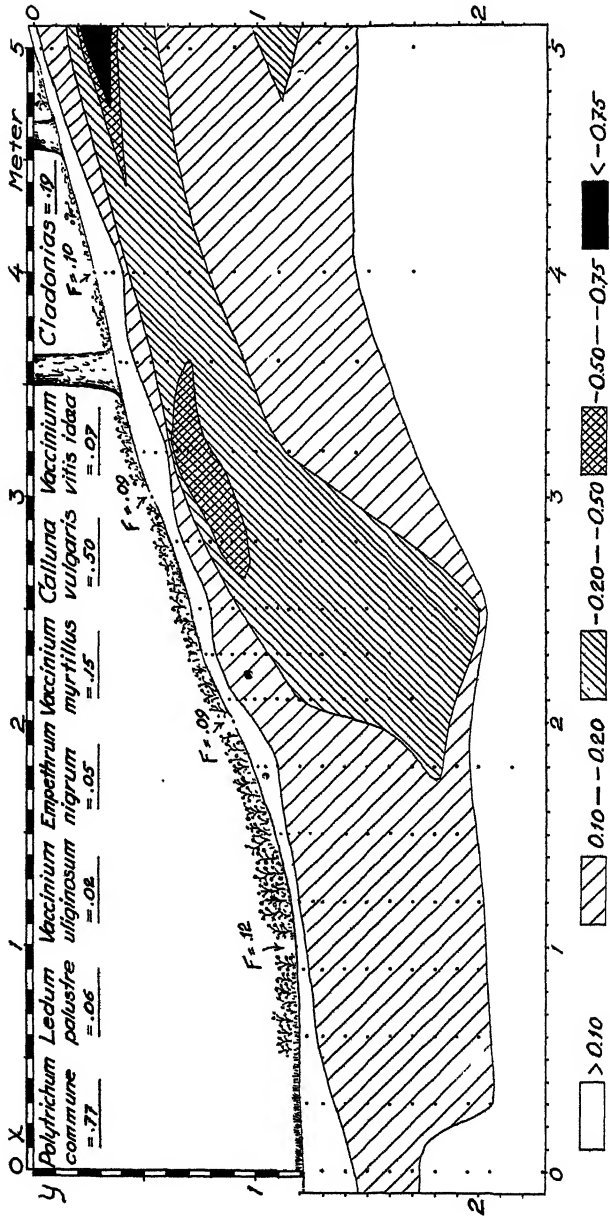 0 X 1 2 3 4 Meter 5
Y
Polytrichum commune =.77
Ledum palustre =.06
Vaccinium uliginosum =.02
Empethrum nigrum =.05
Vaccinium myrtillus =.15
Calluna vulgaris =.50
Vaccinium vitis idaea =.07
Cladonias =.19
F=.12
F=.09
F=.09
F=.10
0
1
2
1
2
0 1 2 3 4 5
>0.10
0.10--0.20
-0.20--0.50
-0.50--0.75
<-0.75